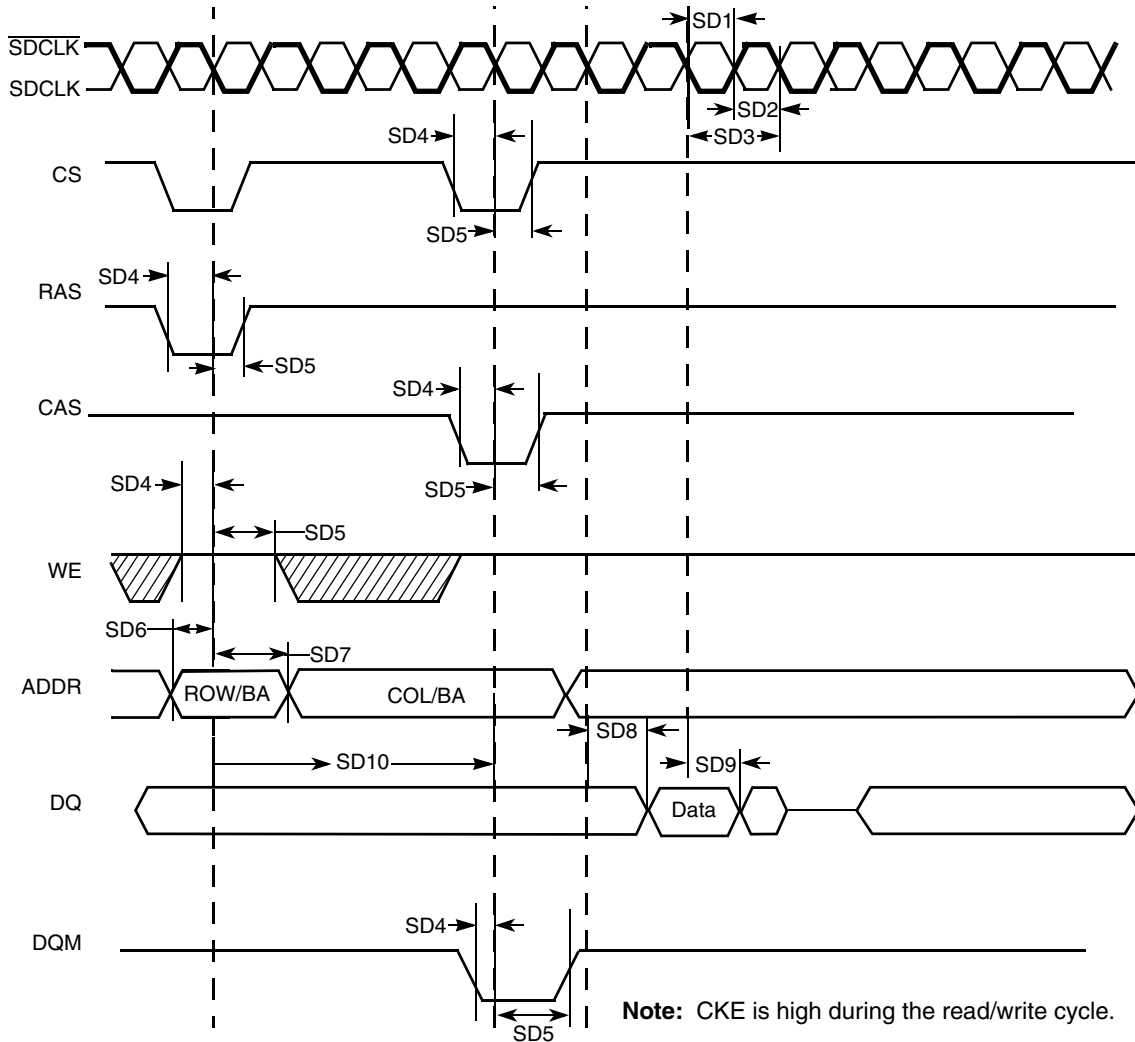 SD1
SDCLK
SDCLK
SD2
SD4
SD3
CS
SD5
SD4
RAS
SD5
SD4
CAS
SD4
SD5
SD5
WE
SD6
SD7
ADDR
ROW/BA
COL/BA
SD8
SD10
SD9
DQ
Data
SD4
DQM
Note: CKE is high during the read/write cycle.
SD5